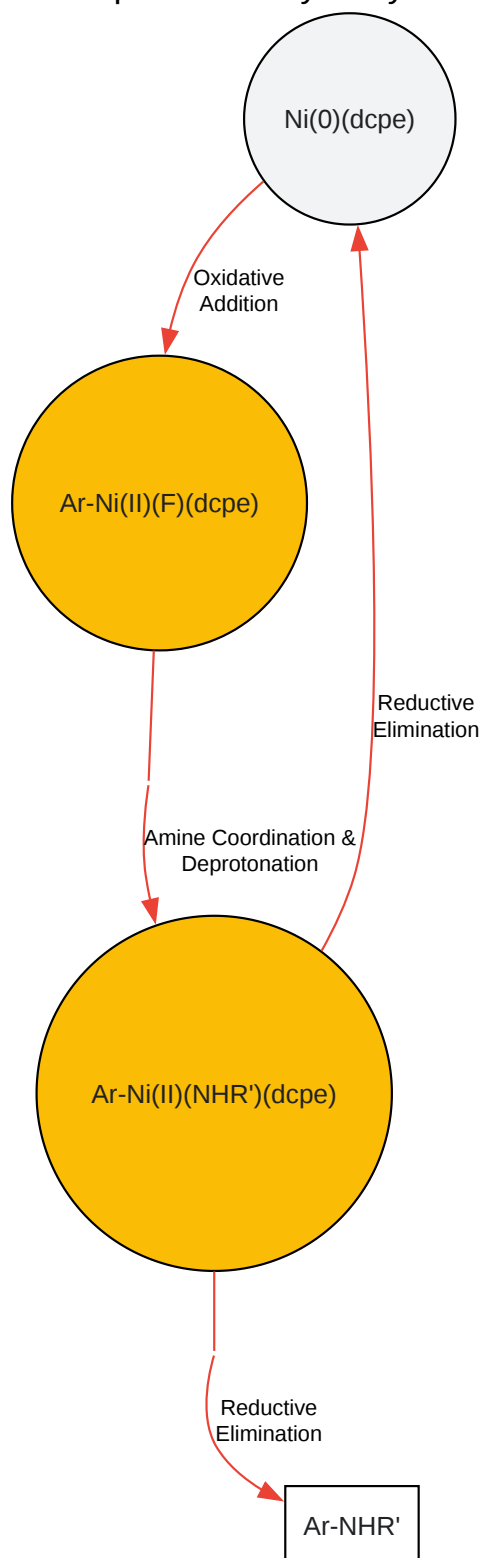 Ni(0)(dcpe)
Oxidative
Addition
Ar-Ni(II)(F)(dcpe)
Reductive
Elimination
Amine Coordination &
Deprotonation
Ar-Ni(II)(NHR')(dcpe)
Reductive
Elimination
Ar-NHR'